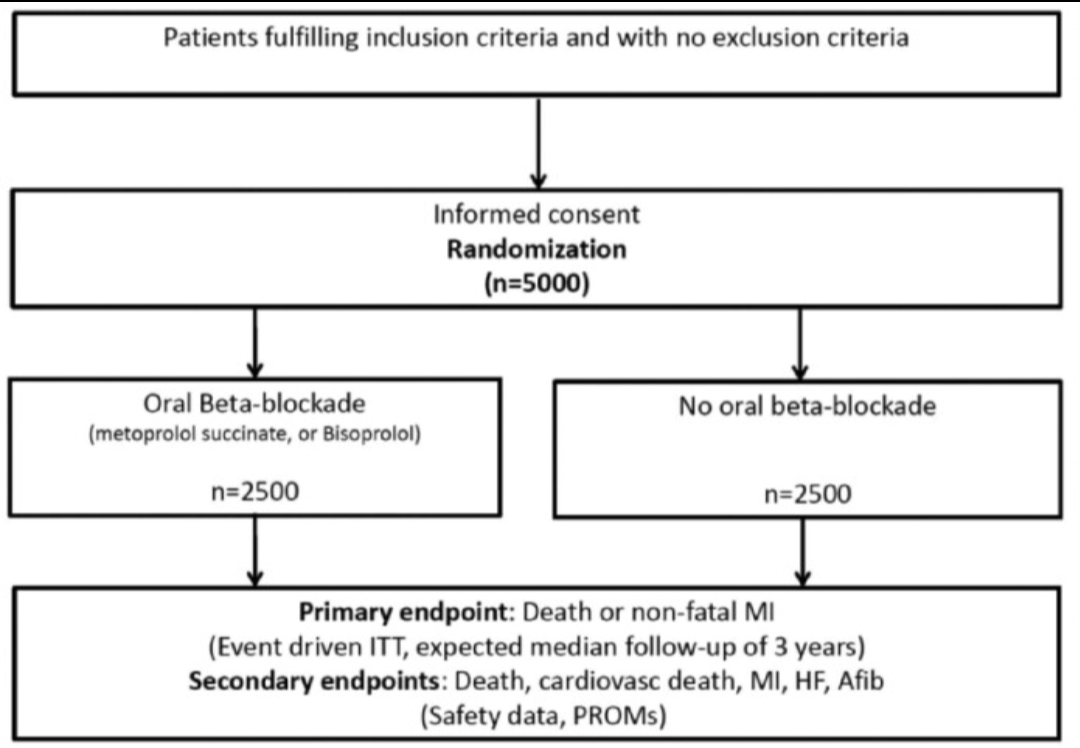 Patients fulfilling inclusion criteria and with no exclusion criteria
Informed consent
Randomization
(n=5000)
Oral Beta-blockade
(metoprolol succinate, or Bisoprolol)
n=2500
No oral beta-blockade
n=2500
Primary endpoint: Death or non-fatal MI
(Event driven ITT, expected median follow-up of 3 years)
Secondary endpoints: Death, cardiovasc death, MI, HF, Afib
(Safety data, PROMs)